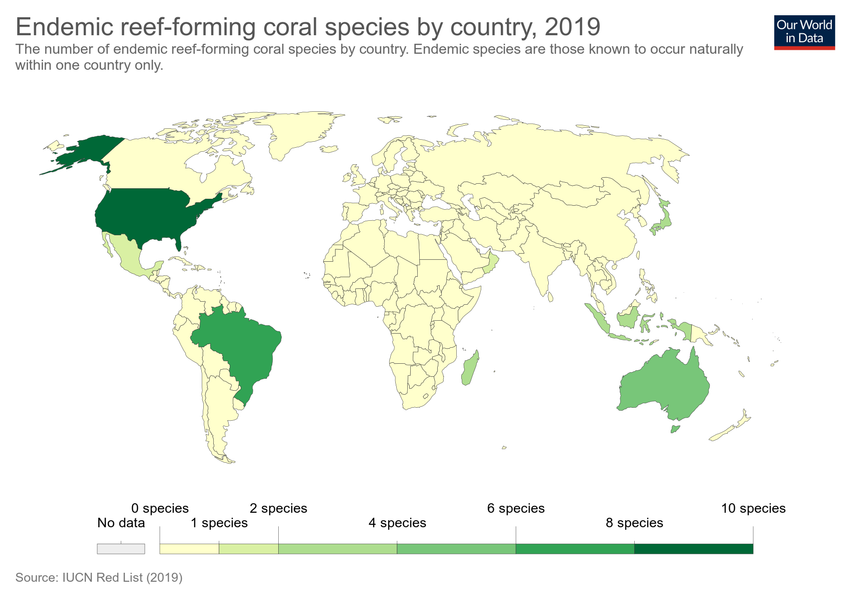 Endemic reef-forming coral species by country, 2019
The number of endemic reef-forming coral species by country. Endemic species are those known to occur naturally
within one country only.
Our World
in Data
0 species 2 species 6 species 10 species
No data 1 species 4 species 8 species
Source: IUCN Red List (2019)